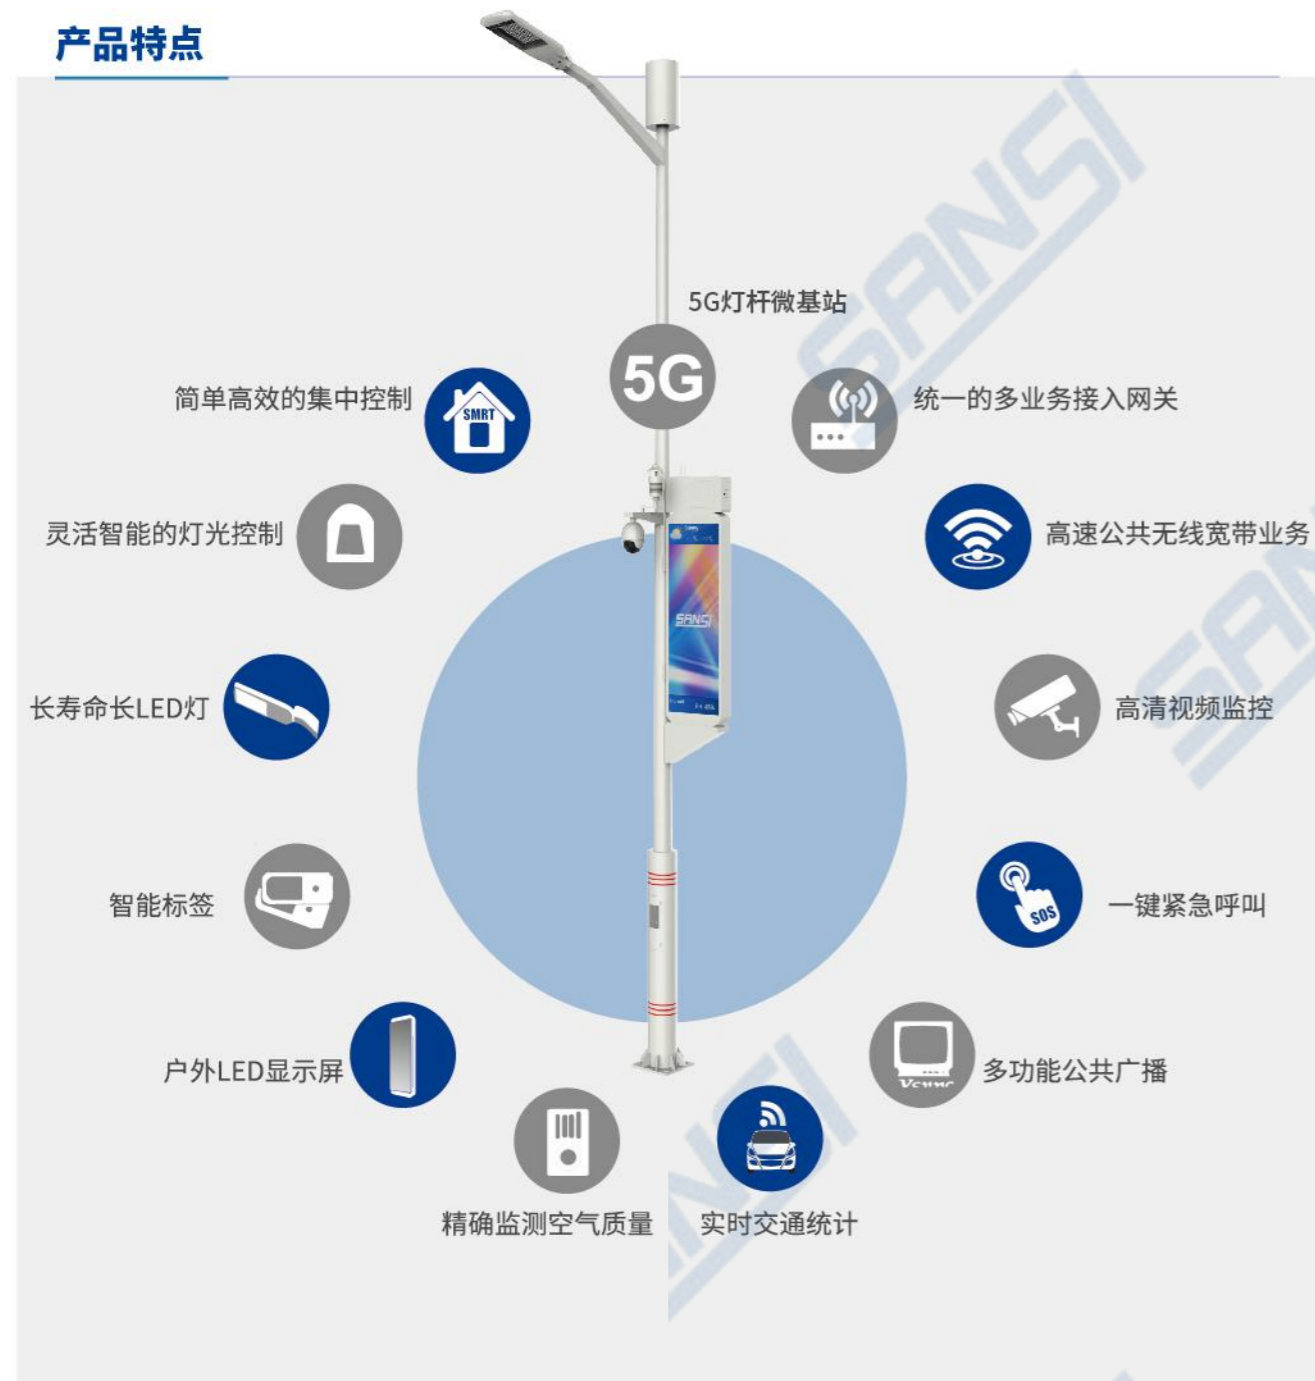 产品特点
5G灯杆微基站
5G
简单高效的集中控制
SMRT
统一的多业务接入网关
灵活智能的灯光控制
高速公共无线宽带业务
SANSI
长寿命长LED灯
高清视频监控
智能标签
SOS
一键紧急呼叫
户外LED显示屏
多功能公共广播
精确监测空气质量
实时交通统计
SANSI
SANSI
SANSI